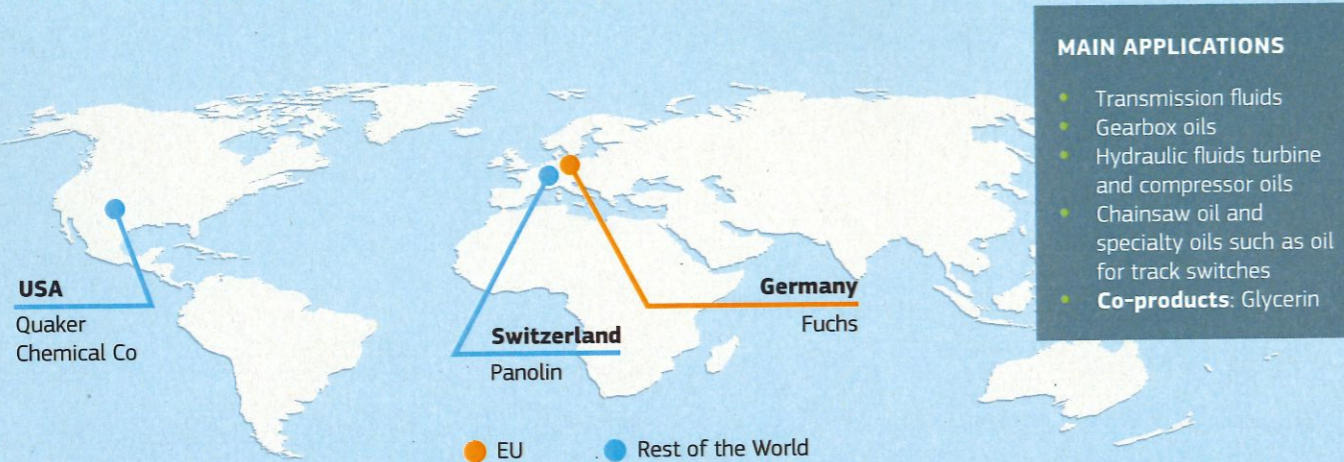 MAIN APPLICATIONS
• Transmission fluids
• Gearbox oils
• Hydraulic fluids turbine
and compressor oils
• Chainsaw oil and
specialty oils such as oil
for track switches
• Co-products: Glycerin
USA
Quaker
Chemical Co
Switzerland
Panolin
Germany
Fuchs
EU
Rest of the World